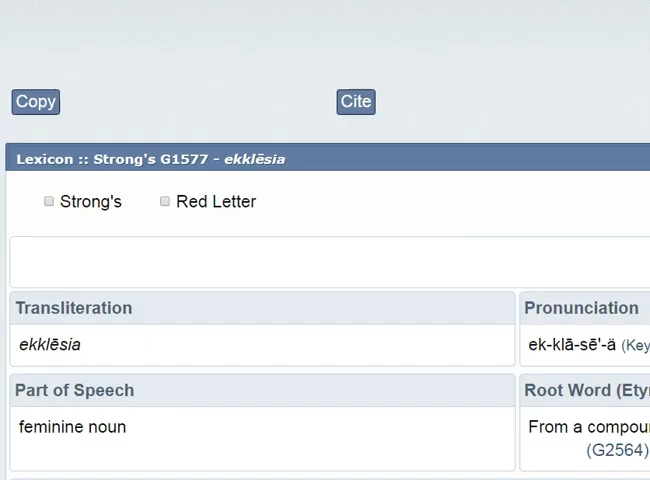 Copy Cite
Lexicon :: Strong's G1577 - ekklēsia
Strong's Red Letter
Transliteration Pronunciation
ekklēsia ek-klā-sē'-ä (Key
Part of Speech Root Word (Ety
feminine noun From a compou
(G2564)